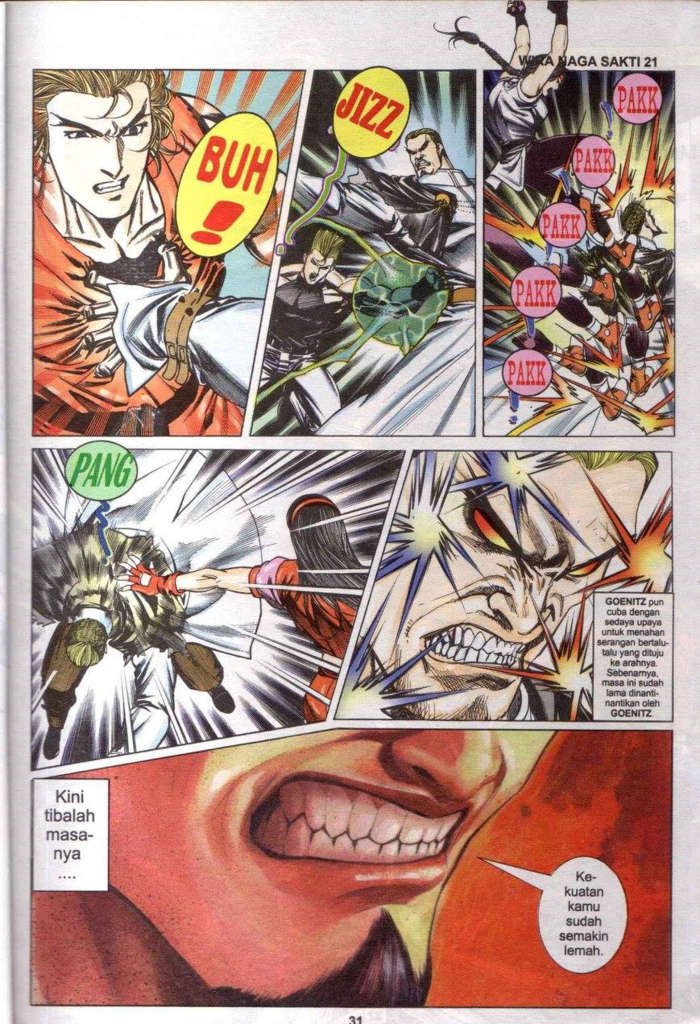 WIRA NAGA SAKTI 21
BUH
!
JIZZ
PAKK
PAKK
PAKK
PAKK
PAKK
PANG
GOENITZ pun
cuba dengan
sedaya upaya
untuk menahan
serangan bertalu-
talu yang dituju
ke arahnya.
Sebenarnya,
masa ini sudah
lama dinanti-
nantikan oleh
GOENITZ
Kini
tibalah
masa-
nya
....
Ke-
kuatan
kamu
sudah
semakin
lemah.
31